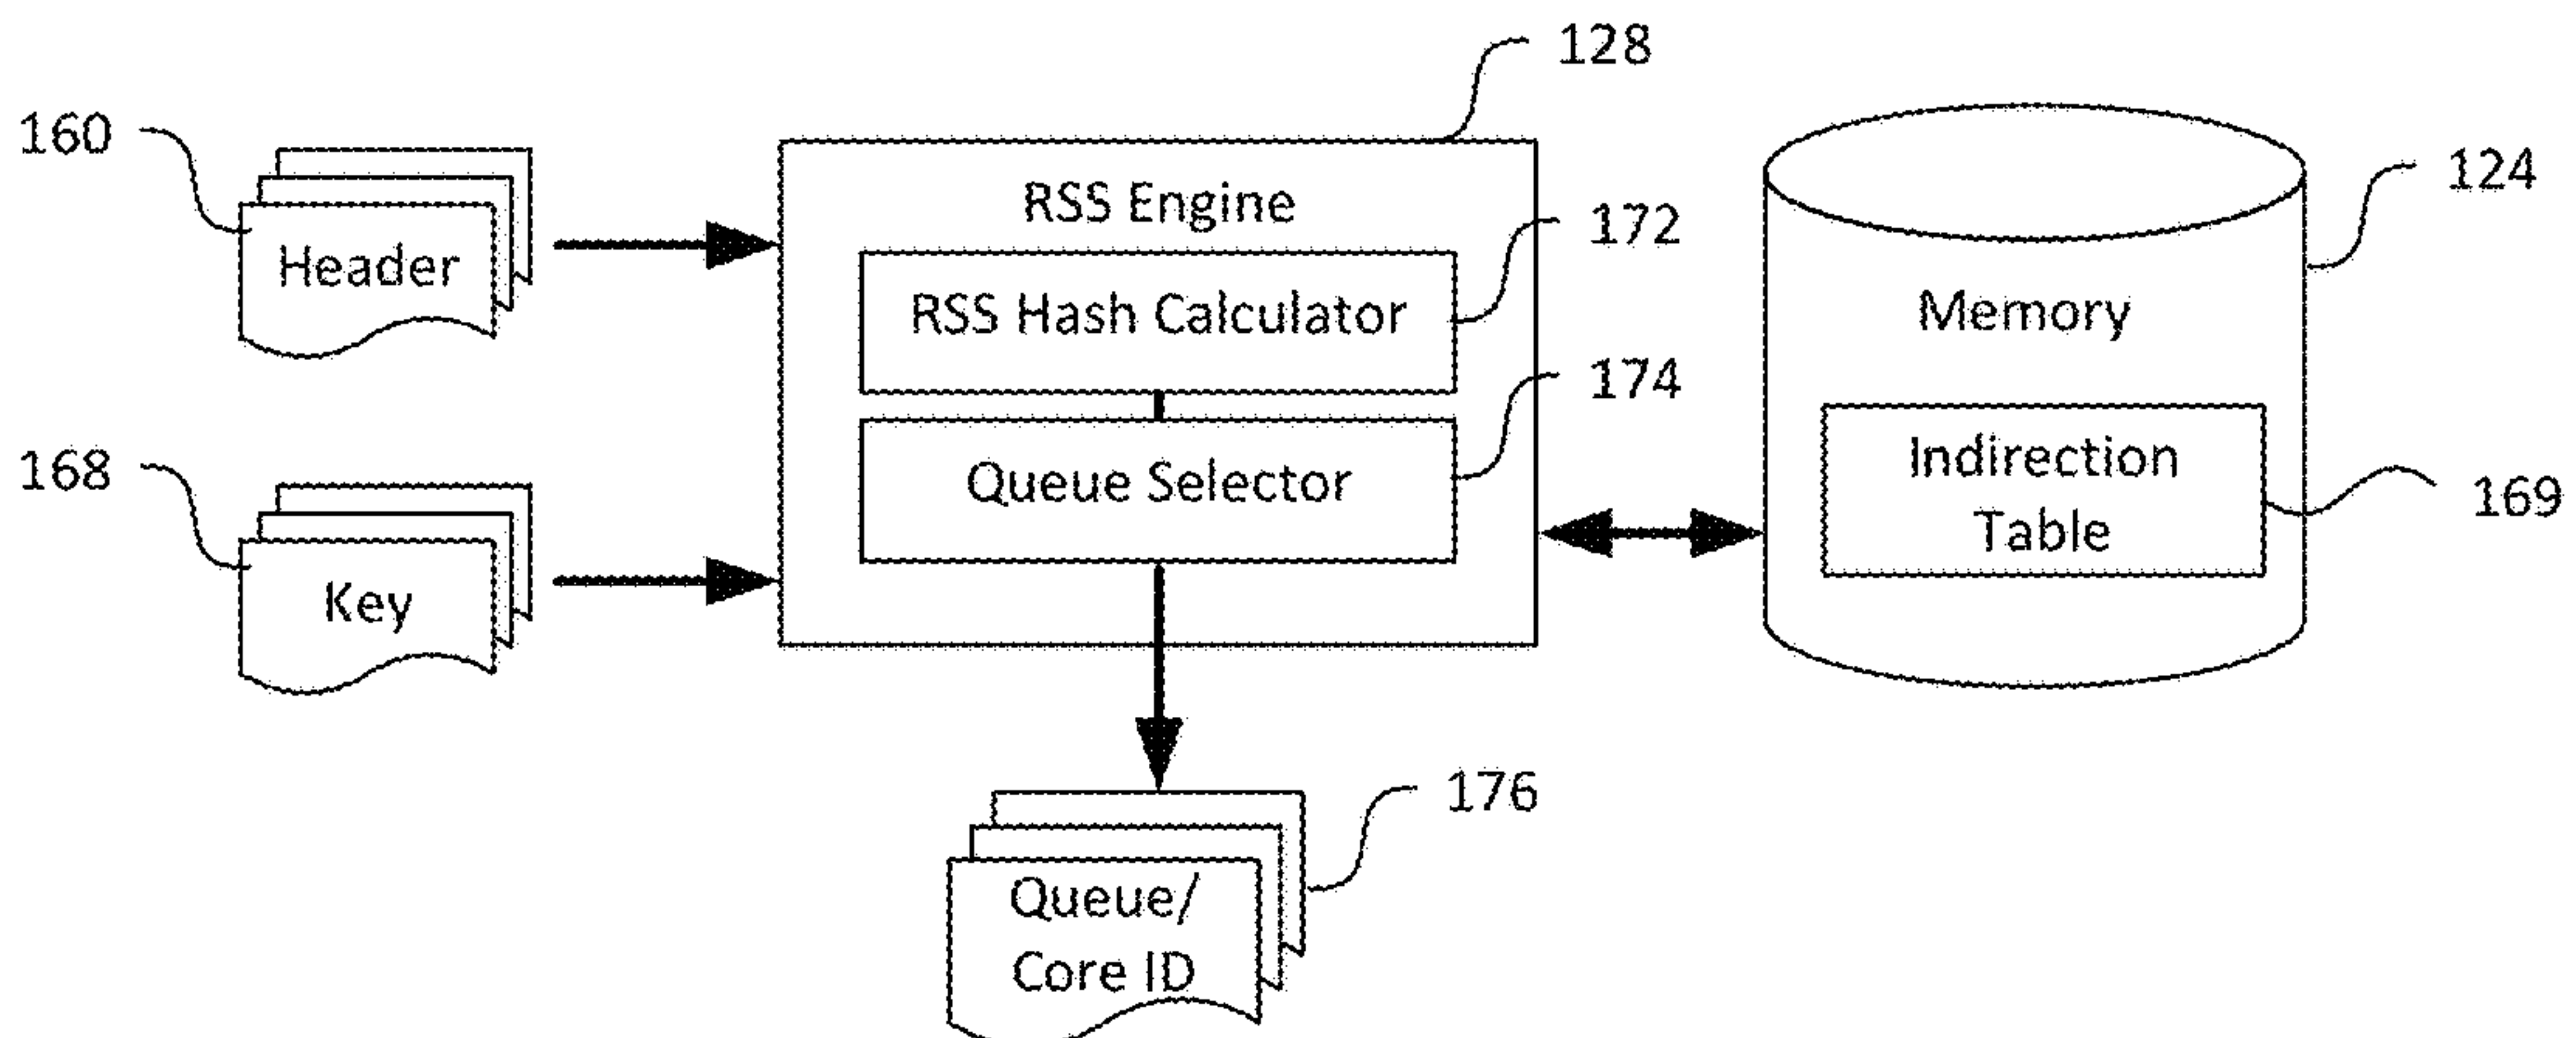 128
160
124
RSS Engine
172
Header
RSS Hash Calculator
Memory
174
168
Queue Selector
Indirection
Table
169
Key
176
Queue/
Core ID